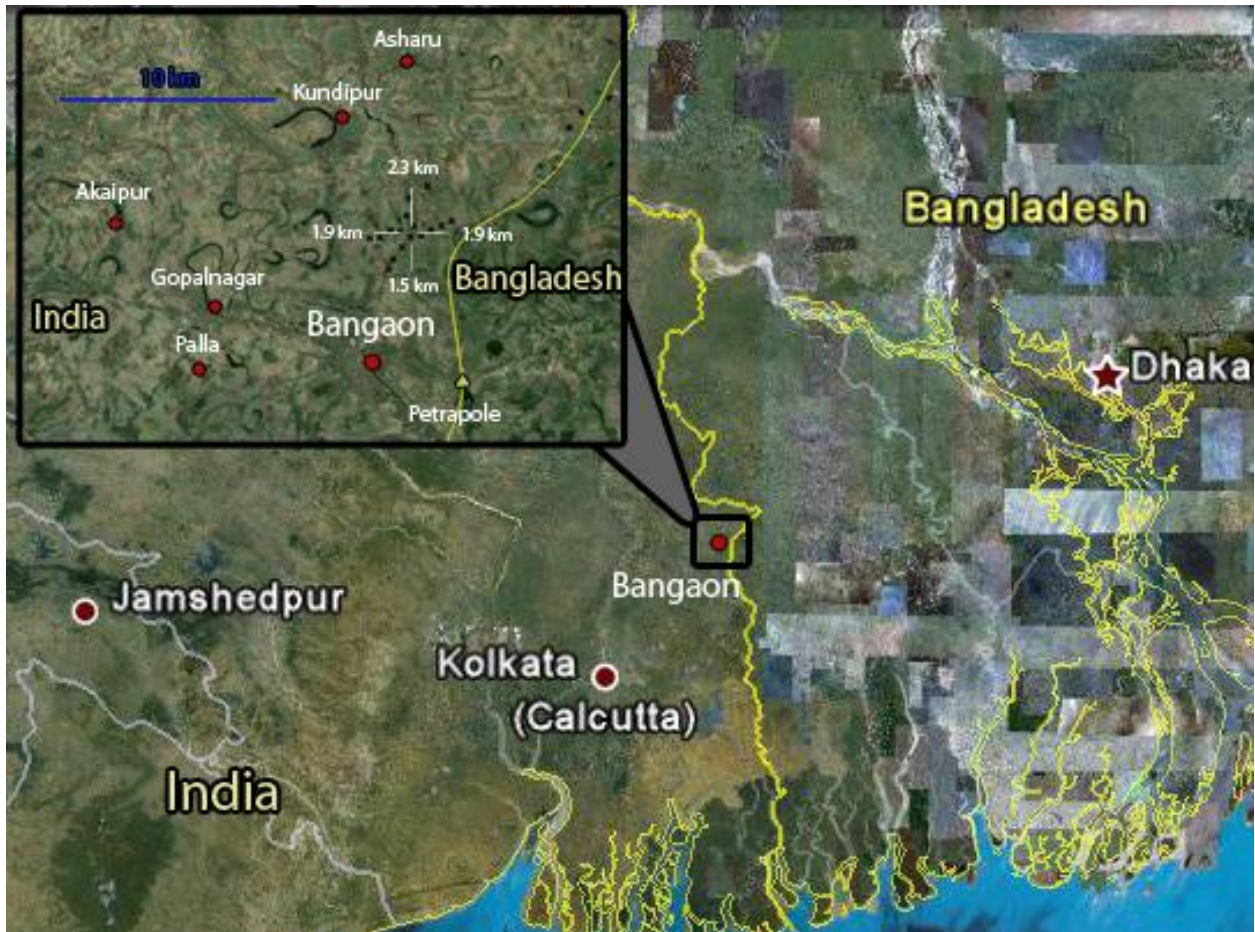 Asharu
10 km
Kundipur
2.3 km
Akaipur
1.9 km
1.9 km
1.5 km
Gopalnagar
Bangladesh
India
Bangaon
Palla
Petrapole
Bangladesh
Dhaka
Bangaon
Jamshedpur
Kolkata
(Calcutta)
India